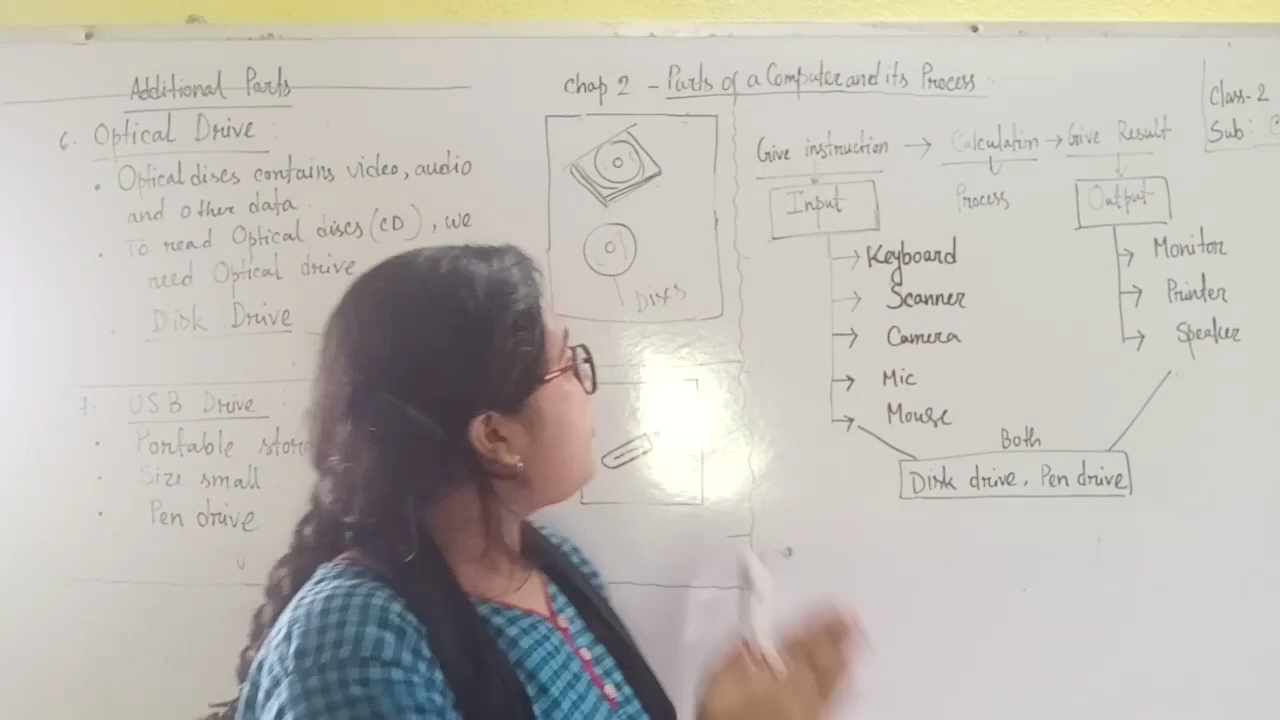 Additional Parts
6. Optical Drive :
• Optical discs contains video, audio
and other data.
• To read Optical discs (CD), we
need Optical drive
• Disk Drive
7. USB Drive :
• Portable
• Size small
• Pen drive
Discs
Chap 2 - Parts of a Computer and its Process
Class-2
Sub:
Give instruction → Calculation → Give Result
Input
Process
Output
Keyboard
Scanner
Camera
Mic
Mouse
Monitor
Printer
Speaker
Both
Disk drive, Pen drive